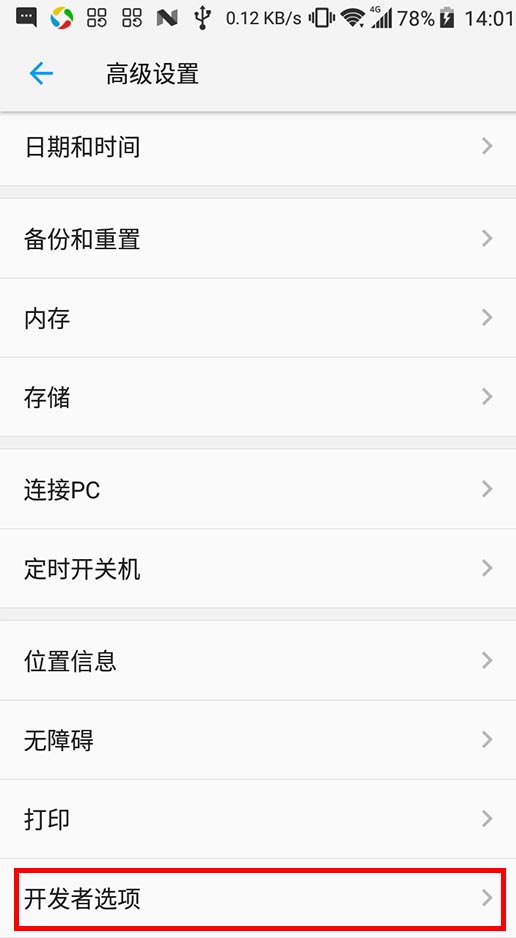 0.12 KB/s 4G 78% 14:01
高级设置
日期和时间
备份和重置
内存
存储
连接PC
定时开关机
位置信息
无障碍
打印
开发者选项